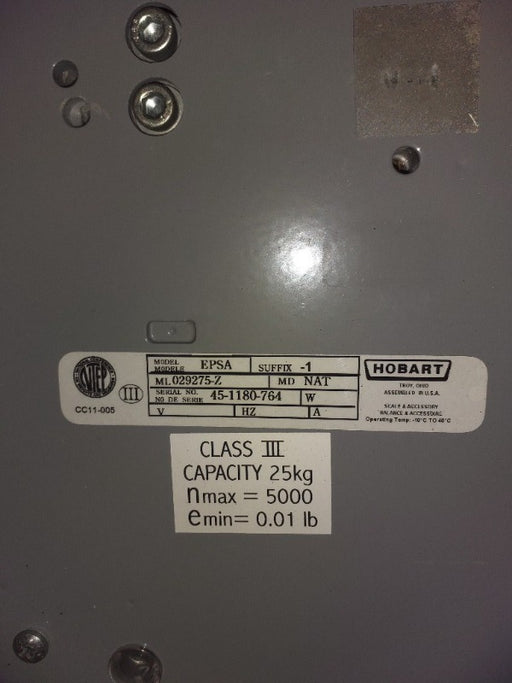 NTEP
III
CC11-005
MODEL
MODELE EPSA SUFFIX -1
ML 029275-Z MD NAT
SERIAL NO.
NO DE SERIE 45-1180-764 W
V HZ A
HOBART
TROY, OHIO
ASSEMBLED IN U.S.A.
SCALE & ACCESSORY
BALANCE & ACCESSOIRE
Operating Temp: -10°C TO 40°C
CLASS III
CAPACITY 25kg
nmax = 5000
emin= 0.01 lb